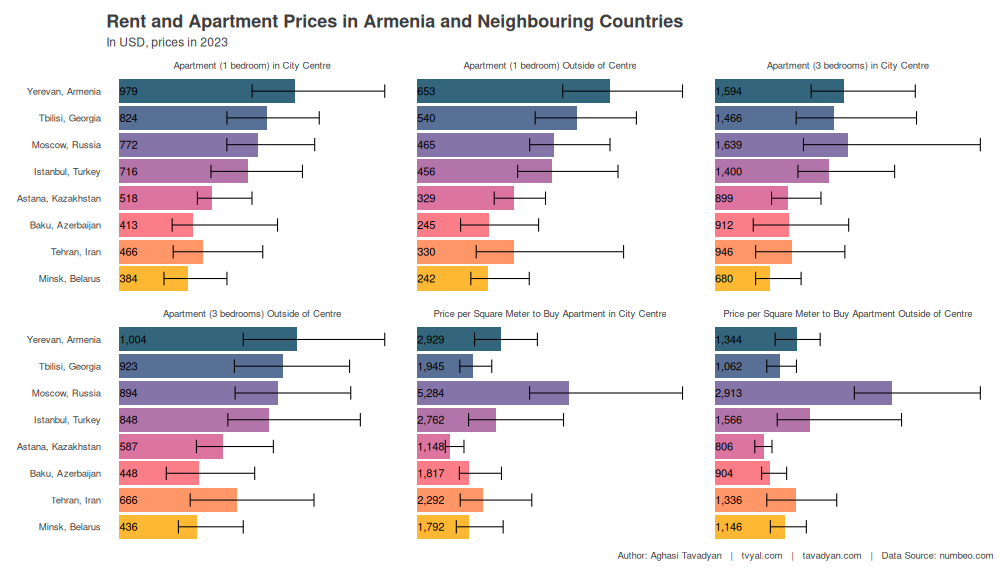 Rent and Apartment Prices in Armenia and Neighbouring Countries
In USD, prices in 2023
Apartment (1 bedroom) in City Centre
Apartment (1 bedroom) Outside of Centre
Apartment (3 bedrooms) in City Centre
Yerevan, Armenia 979 653 1,594
Tbilisi, Georgia 824 540 1,466
Moscow, Russia 772 465 1,639
Istanbul, Turkey 716 456 1,400
Astana, Kazakhstan 518 329 899
Baku, Azerbaijan 413 245 912
Tehran, Iran 466 330 946
Minsk, Belarus 384 242 680
Apartment (3 bedrooms) Outside of Centre
Price per Square Meter to Buy Apartment in City Centre
Price per Square Meter to Buy Apartment Outside of Centre
Yerevan, Armenia 1,004 2,929 1,344
Tbilisi, Georgia 923 1,945 1,062
Moscow, Russia 894 5,284 2,913
Istanbul, Turkey 848 2,762 1,566
Astana, Kazakhstan 587 1,148 806
Baku, Azerbaijan 448 1,817 904
Tehran, Iran 666 2,292 1,336
Minsk, Belarus 436 1,792 1,146
Author: Aghasi Tavadyan | tvyal.com | tavadyan.com | Data Source: numbeo.com